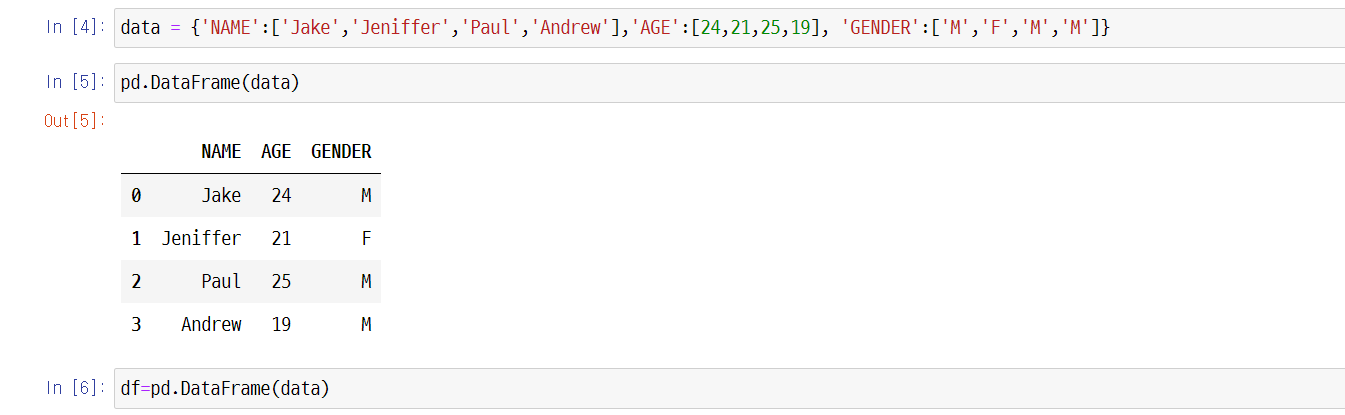 In [4]: data = {'NAME':['Jake','Jeniffer','Paul','Andrew'],'AGE':[24,21,25,19], 'GENDER':['M','F','M','M']}
In [5]: pd.DataFrame(data)
Out[5]:
NAME AGE GENDER
0 Jake 24 M
1 Jeniffer 21 F
2 Paul 25 M
3 Andrew 19 M
In [6]: df=pd.DataFrame(data)